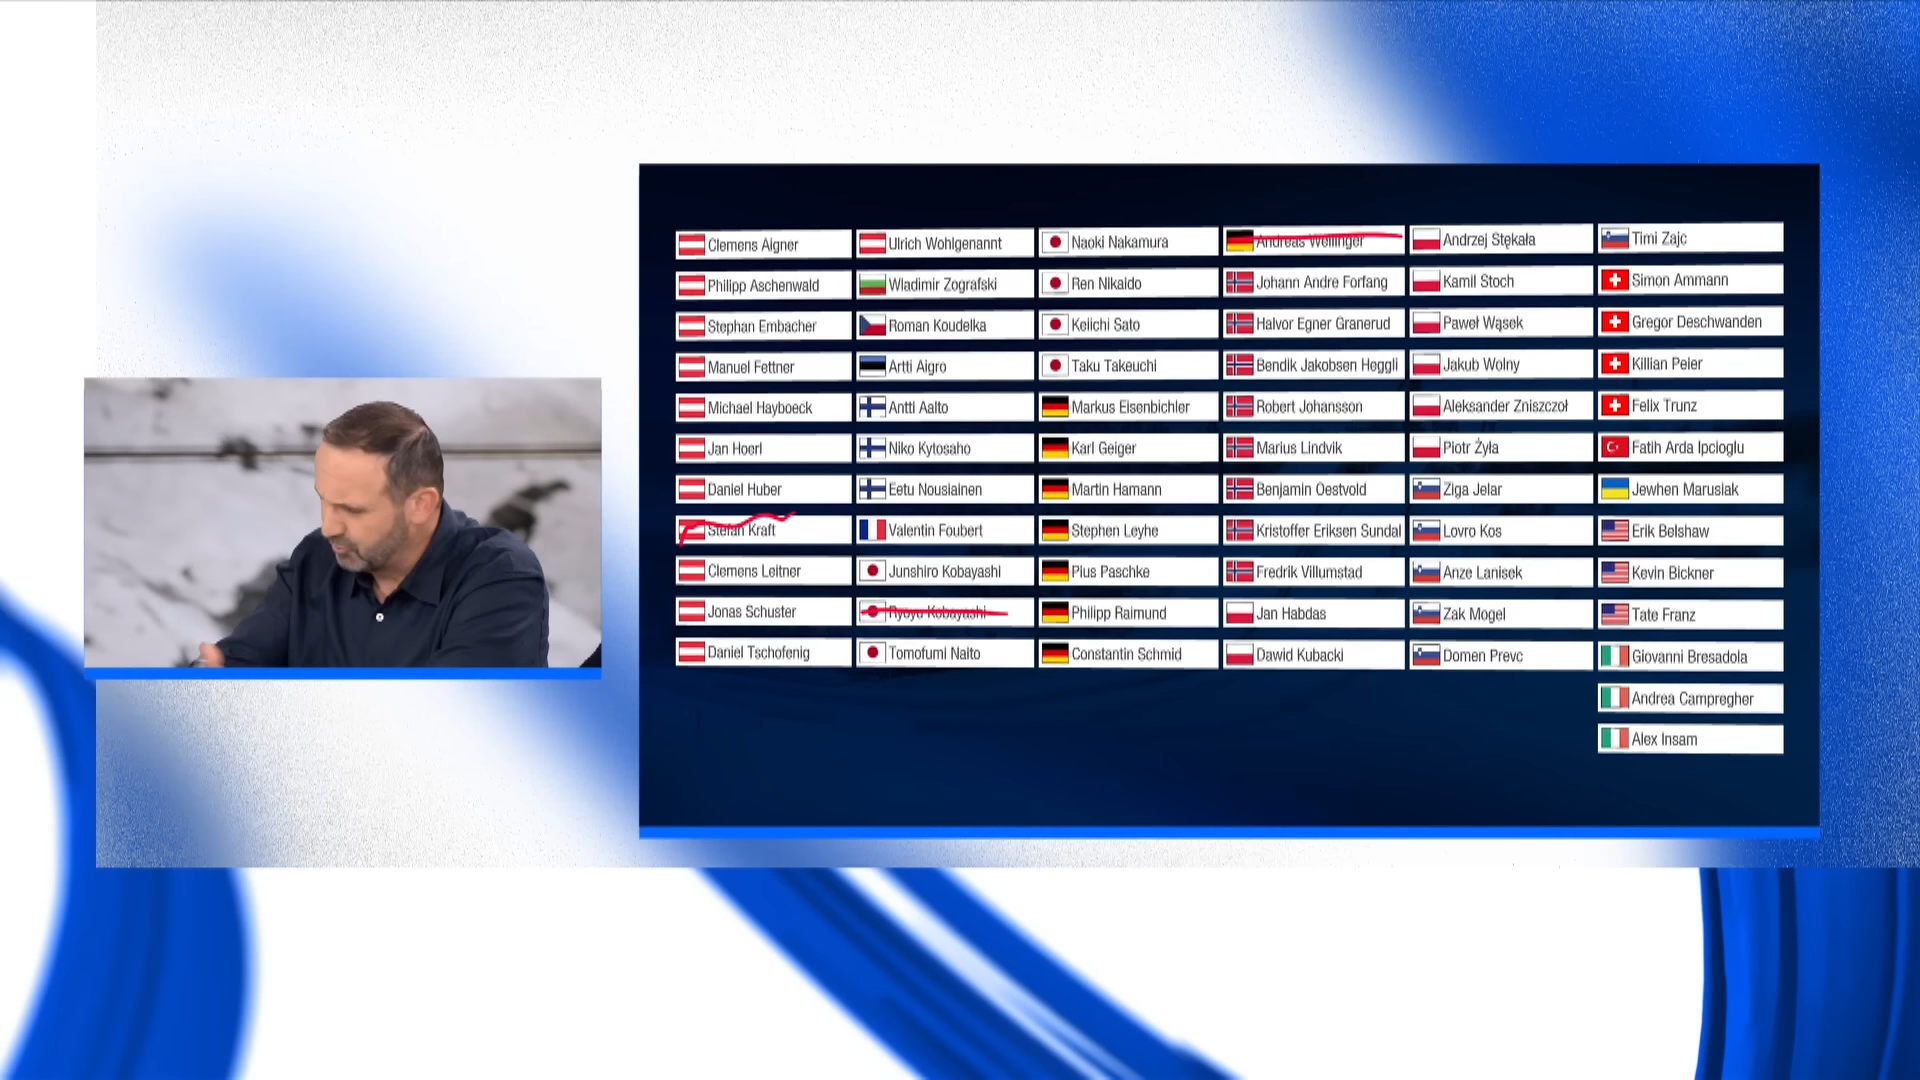 Clemens Aigner
Philipp Aschenwald
Stephan Embacher
Manuel Fettner
Michael Hayboeck
Jan Hoerl
Daniel Huber
Stefan Kraft
Clemens Leitner
Jonas Schuster
Daniel Tschofenig
Ulrich Wohlgenannt
Wladimir Zografski
Roman Koudelka
Artti Aigro
Antti Aalto
Niko Kytosaho
Eetu Nousiainen
Valentin Foubert
Junshiro Kobayashi
Ryoyu Kobayashi
Tomofumi Naito
Naoki Nakamura
Ren Nikaido
Keiichi Sato
Taku Takeuchi
Markus Eisenbichler
Karl Geiger
Martin Hamann
Stephen Leyhe
Pius Paschke
Philipp Raimund
Constantin Schmid
Andreas Wellinger
Johann Andre Forfang
Halvor Egner Granerud
Bendik Jakobsen Heggli
Robert Johansson
Marius Lindvik
Benjamin Oestvold
Kristoffer Eriksen Sundal
Fredrik Villumstad
Jan Habdas
Dawid Kubacki
Andrzej Stękała
Kamil Stoch
Paweł Wąsek
Jakub Wolny
Aleksander Zniszczoł
Piotr Żyła
Ziga Jelar
Lovro Kos
Anze Lanisek
Zak Mogel
Domen Prevc
Timi Zajc
Simon Ammann
Gregor Deschwanden
Killian Peier
Felix Trunz
Fatih Arda Ipcioglu
Jewhen Marusiak
Erik Belshaw
Kevin Bickner
Tate Franz
Giovanni Bresadola
Andrea Campregher
Alex Insam